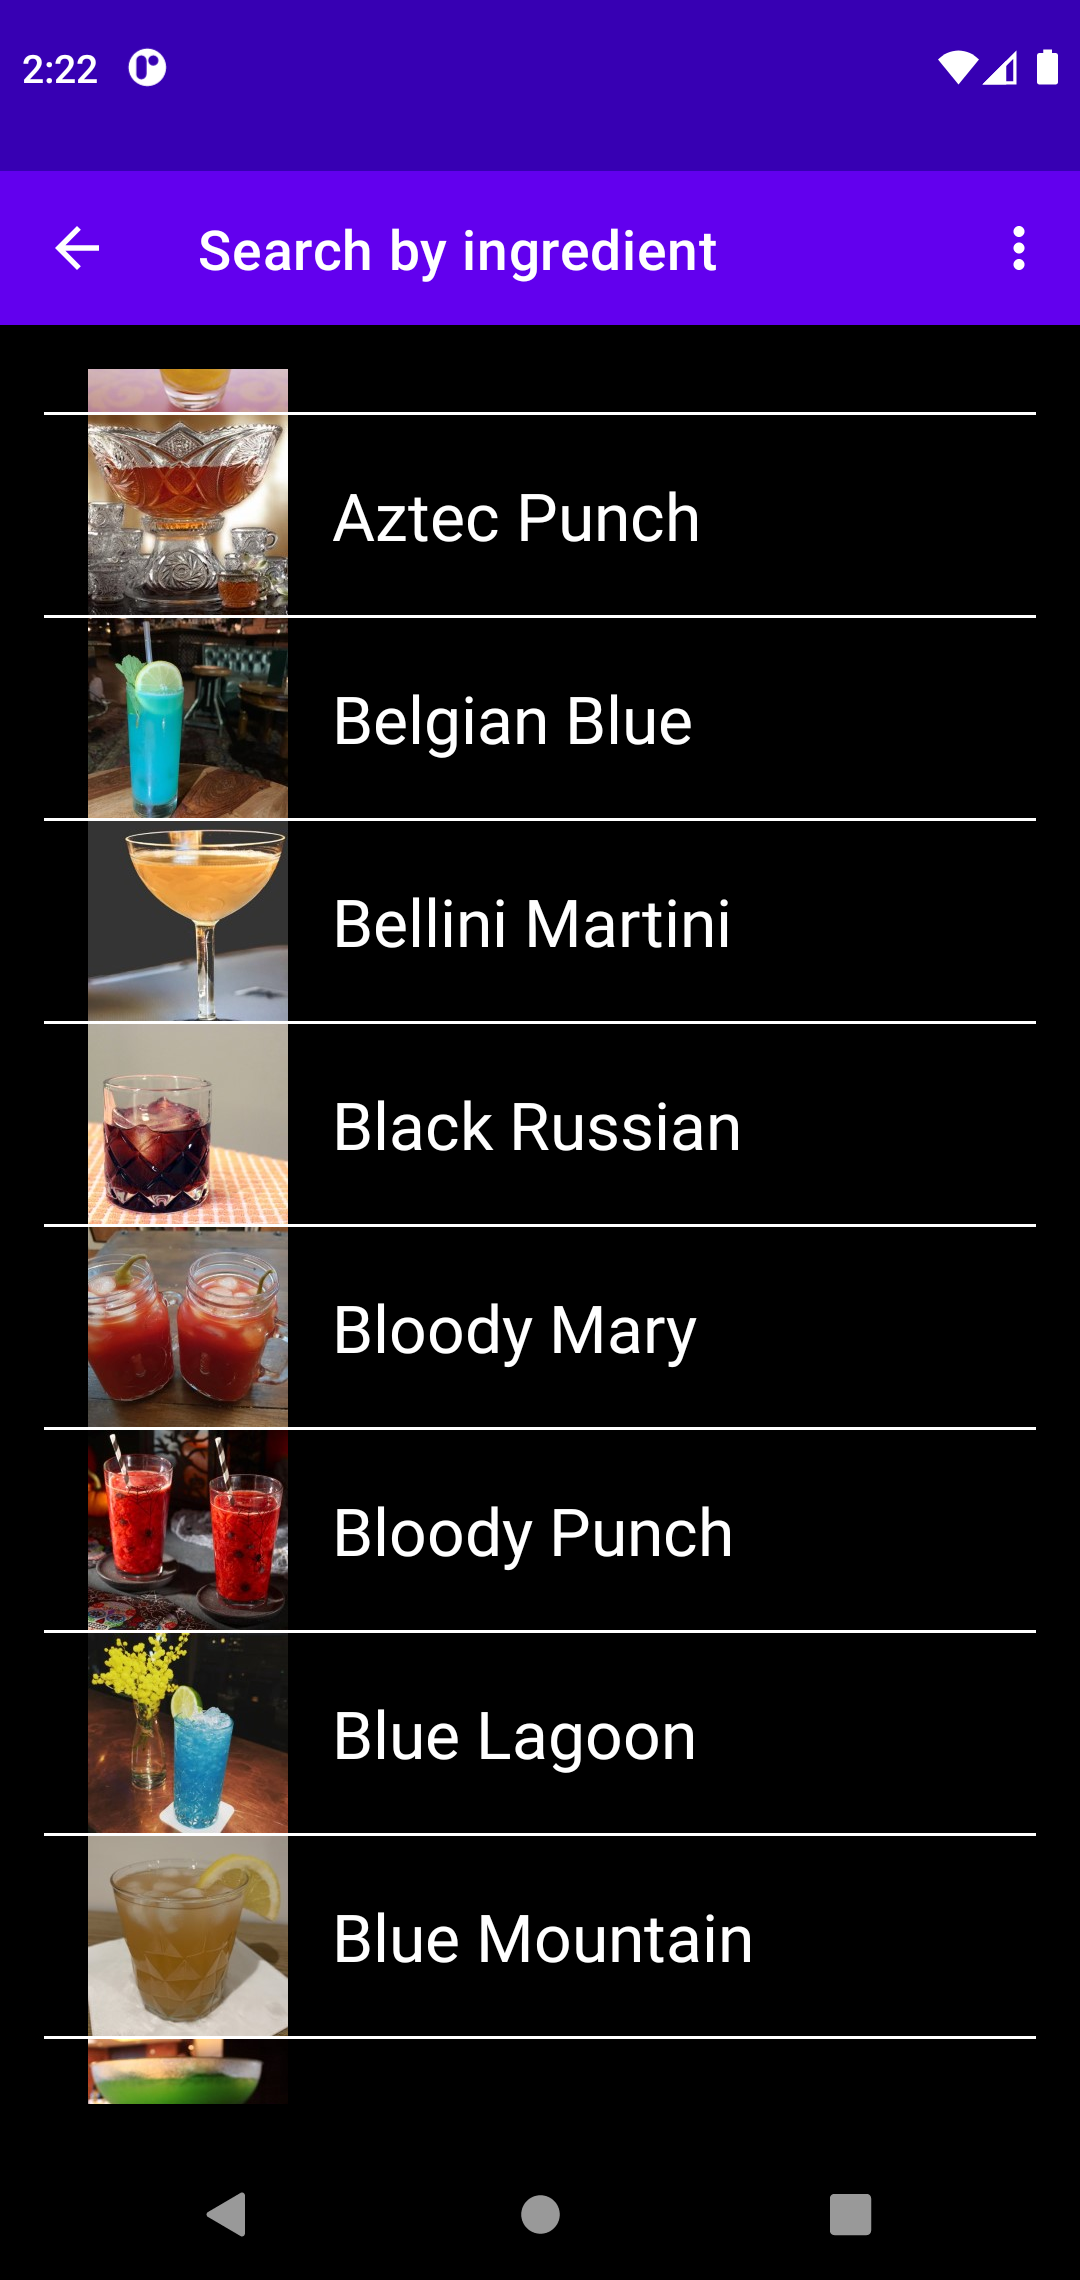 2:22
Search by ingredient
Aztec Punch
Belgian Blue
Bellini Martini
Black Russian
Bloody Mary
Bloody Punch
Blue Lagoon
Blue Mountain